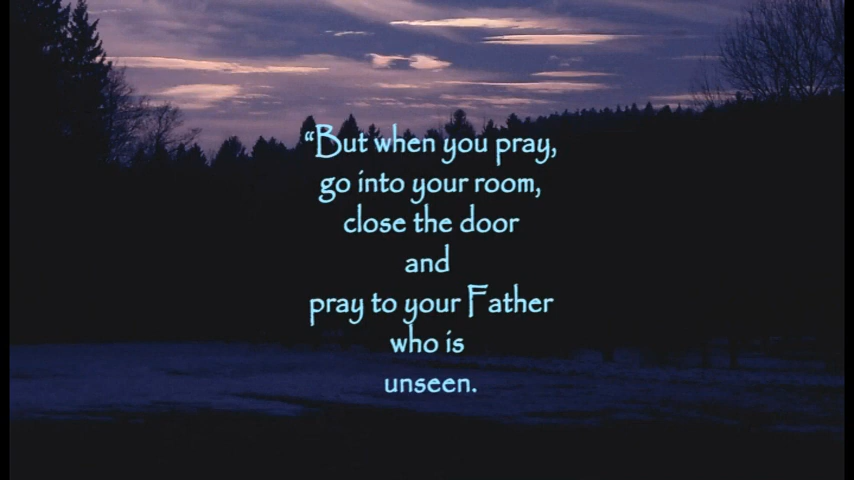 “But when you pray,
go into your room,
close the door
and
pray to your Father
who is
unseen.